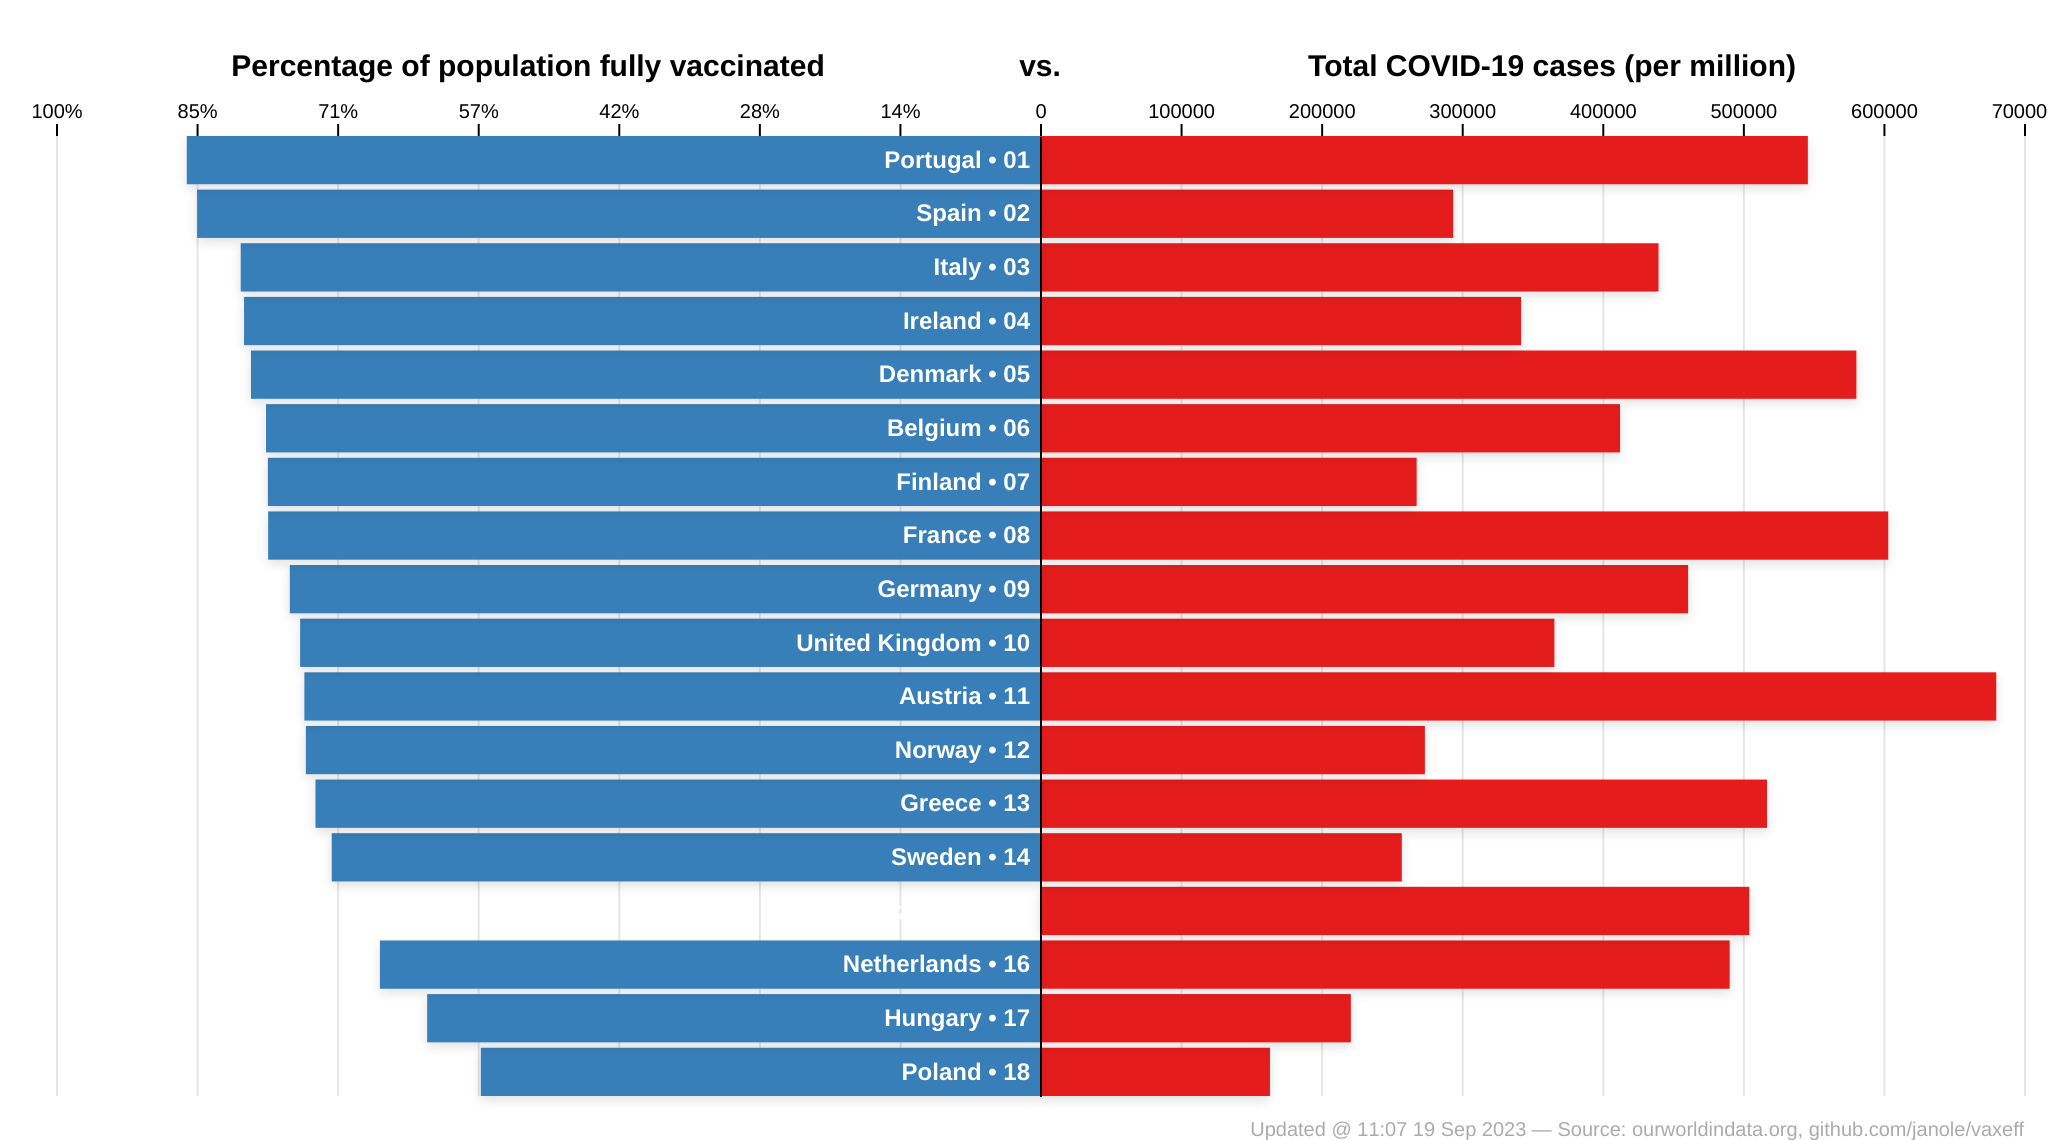 Percentage of population fully vaccinated vs. Total COVID-19 cases (per million)
100% 85% 71% 57% 42% 28% 14% 0 100000 200000 300000 400000 500000 600000 70000
Portugal • 01
Spain • 02
Italy • 03
Ireland • 04
Denmark • 05
Belgium • 06
Finland • 07
France • 08
Germany • 09
United Kingdom • 10
Austria • 11
Norway • 12
Greece • 13
Sweden • 14
Netherlands • 16
Hungary • 17
Poland • 18
Updated @ 11:07 19 Sep 2023 — Source: ourworldindata.org, github.com/janole/vaxeff